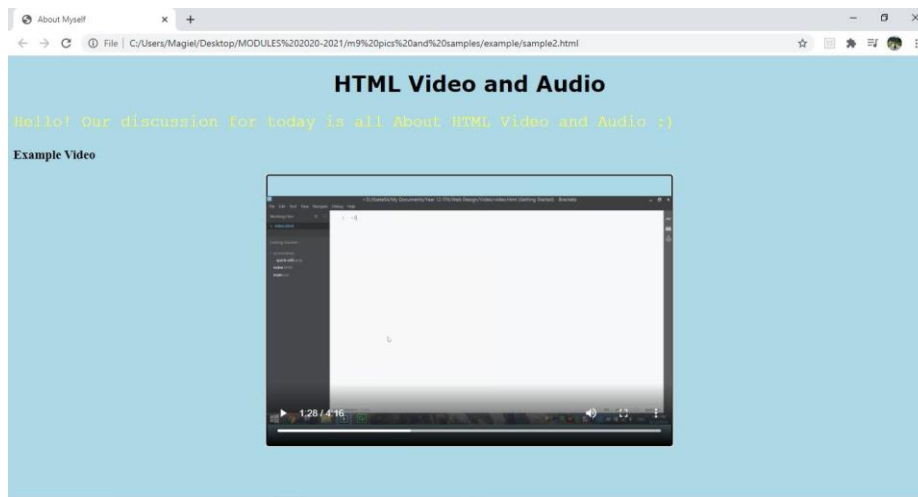 About Myself
File | C:/Users/Magiel/Desktop/MODULES%202020-2021/m9%20pics%20and%20samples/example/sample2.html
HTML Video and Audio
Hello! Our discussion for today is all About HTML Video and Audio :)
Example Video
1:28 / 4:16